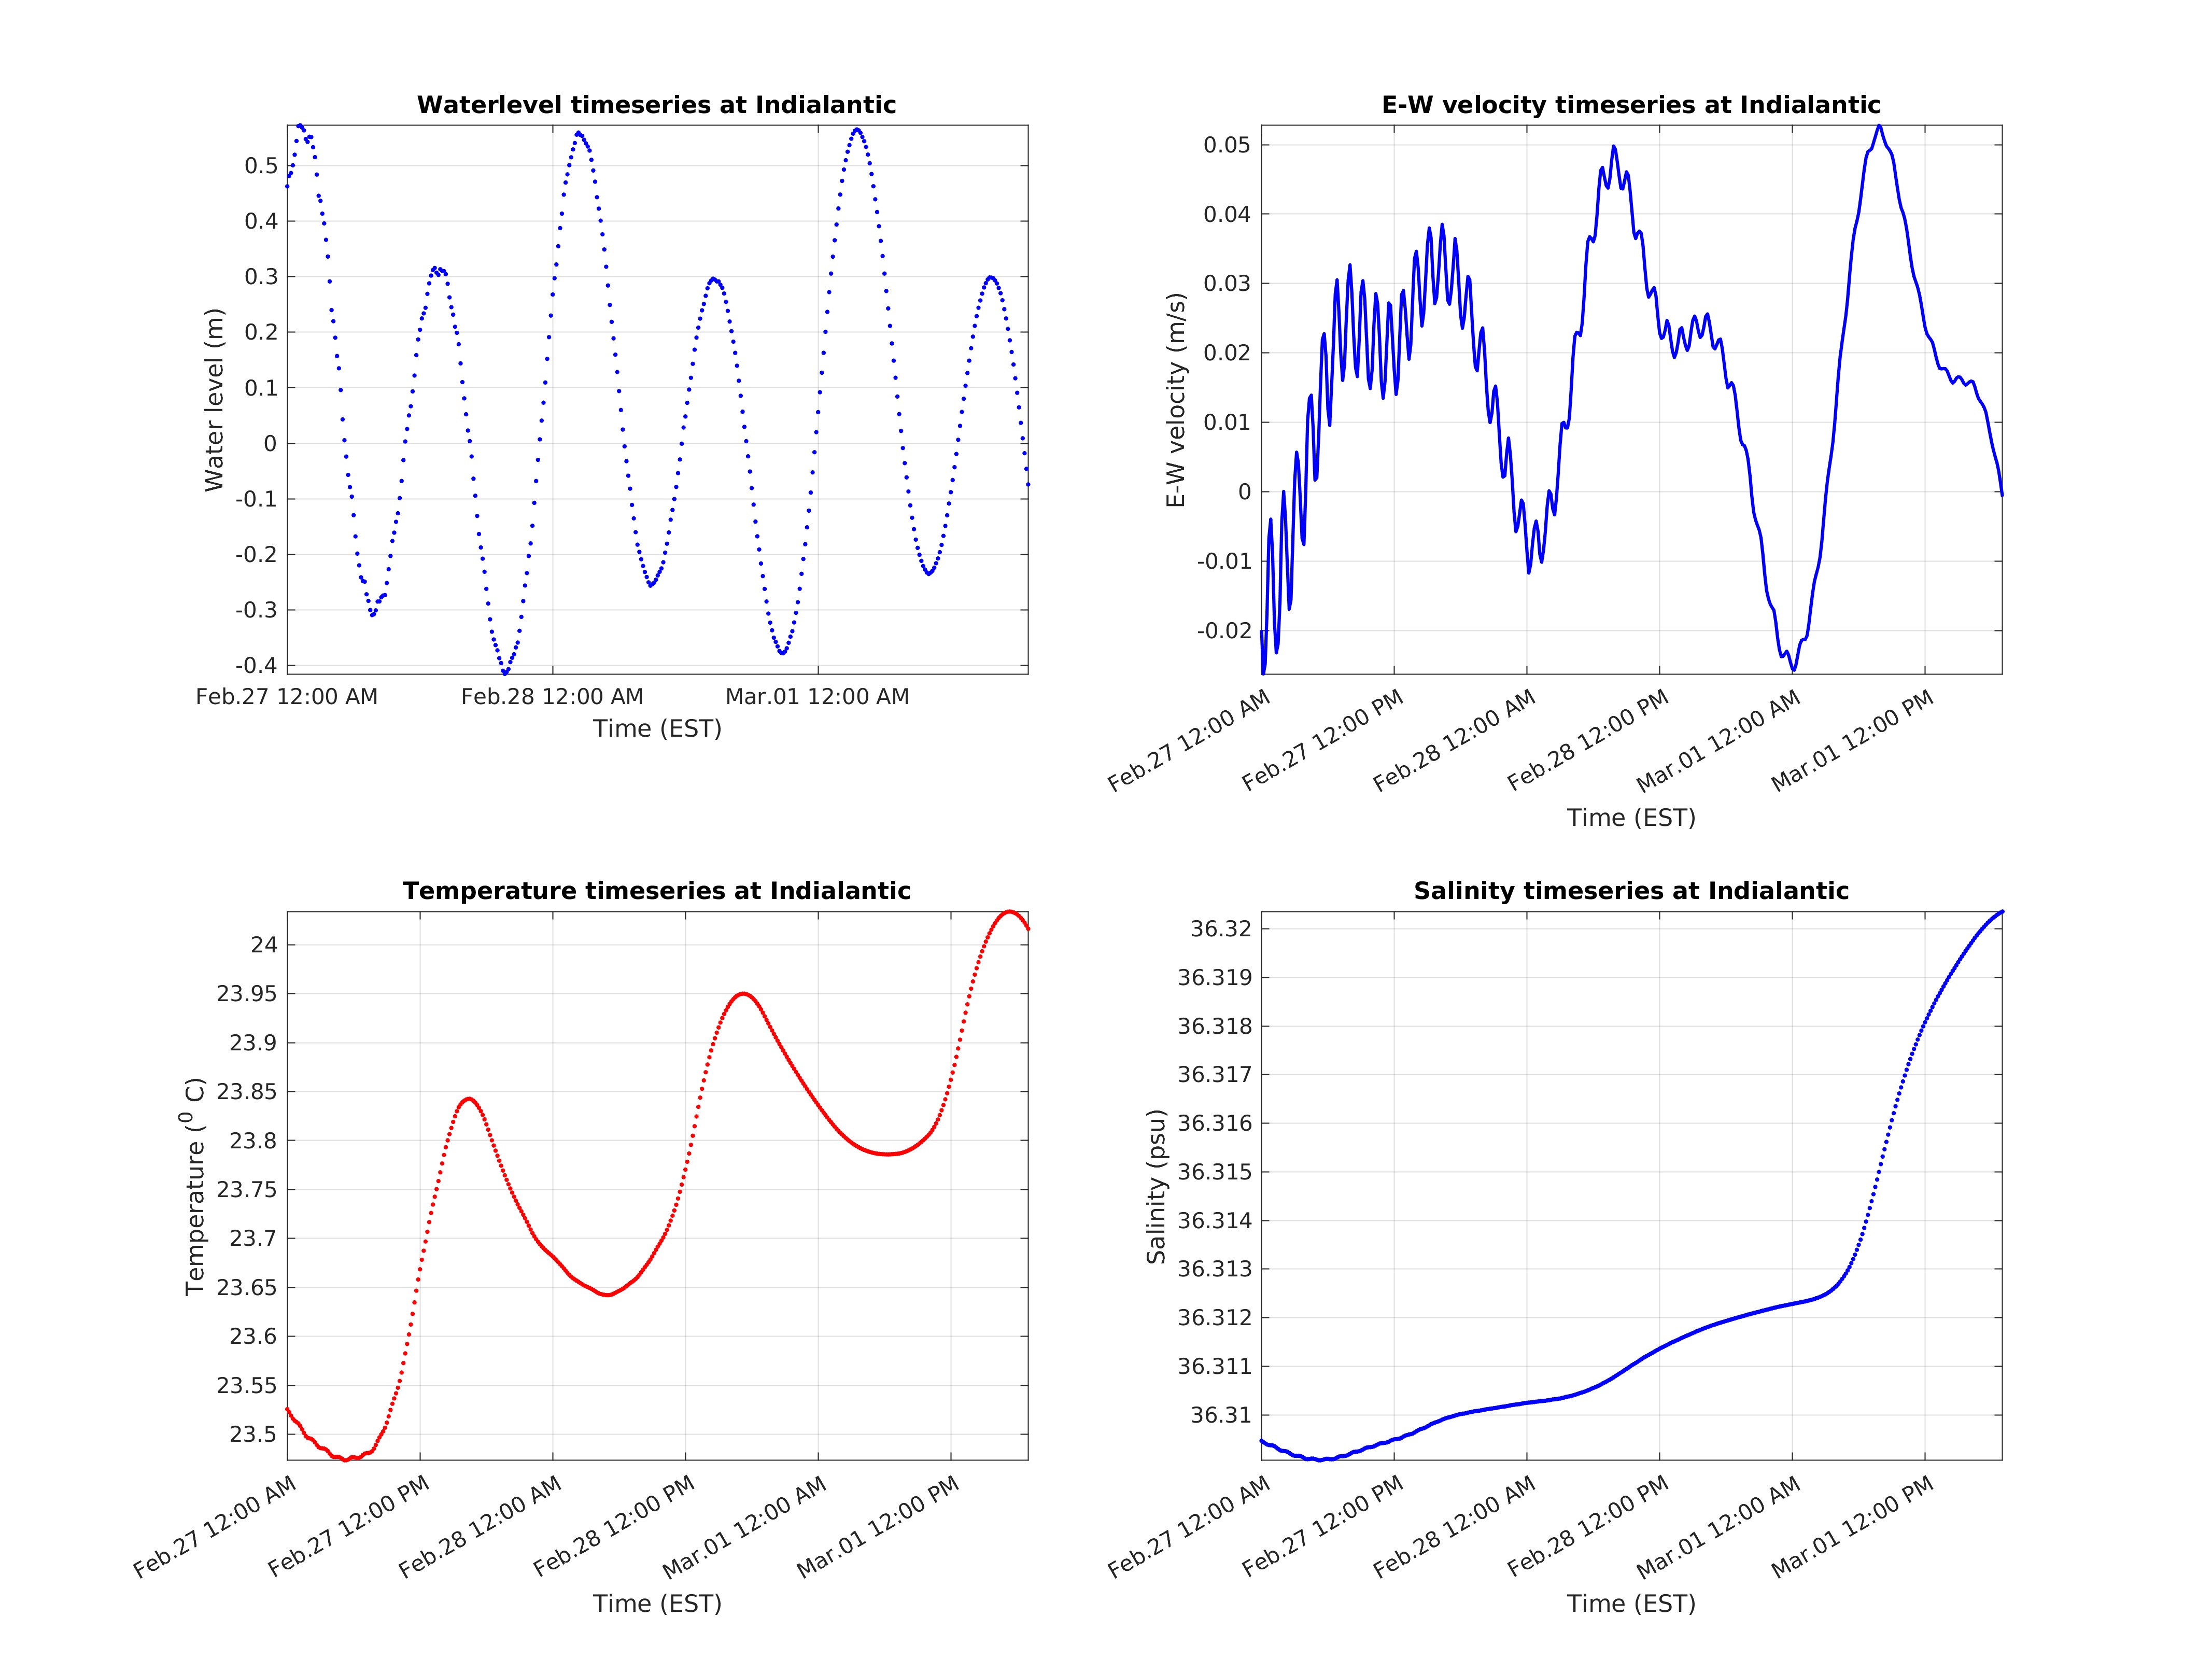 Waterlevel timeseries at Indialantic
0.5
0.4
0.3
0.2
0.1
0
-0.1
-0.2
-0.3
-0.4
Water level (m)
Feb.27 12:00 AM
Feb.28 12:00 AM
Mar.01 12:00 AM
Time (EST)
E-W velocity timeseries at Indialantic
0.05
0.04
0.03
0.02
0.01
0
-0.01
-0.02
E-W velocity (m/s)
Feb.27 12:00 AM
Feb.27 12:00 PM
Feb.28 12:00 AM
Feb.28 12:00 PM
Mar.01 12:00 AM
Mar.01 12:00 PM
Time (EST)
Temperature timeseries at Indialantic
24
23.95
23.9
23.85
23.8
23.75
23.7
23.65
23.6
23.55
23.5
Temperature (⁰ C)
Feb.27 12:00 AM
Feb.27 12:00 PM
Feb.28 12:00 AM
Feb.28 12:00 PM
Mar.01 12:00 AM
Mar.01 12:00 PM
Time (EST)
Salinity timeseries at Indialantic
36.32
36.319
36.318
36.317
36.316
36.315
36.314
36.313
36.312
36.311
36.31
Salinity (psu)
Feb.27 12:00 AM
Feb.27 12:00 PM
Feb.28 12:00 AM
Feb.28 12:00 PM
Mar.01 12:00 AM
Mar.01 12:00 PM
Time (EST)